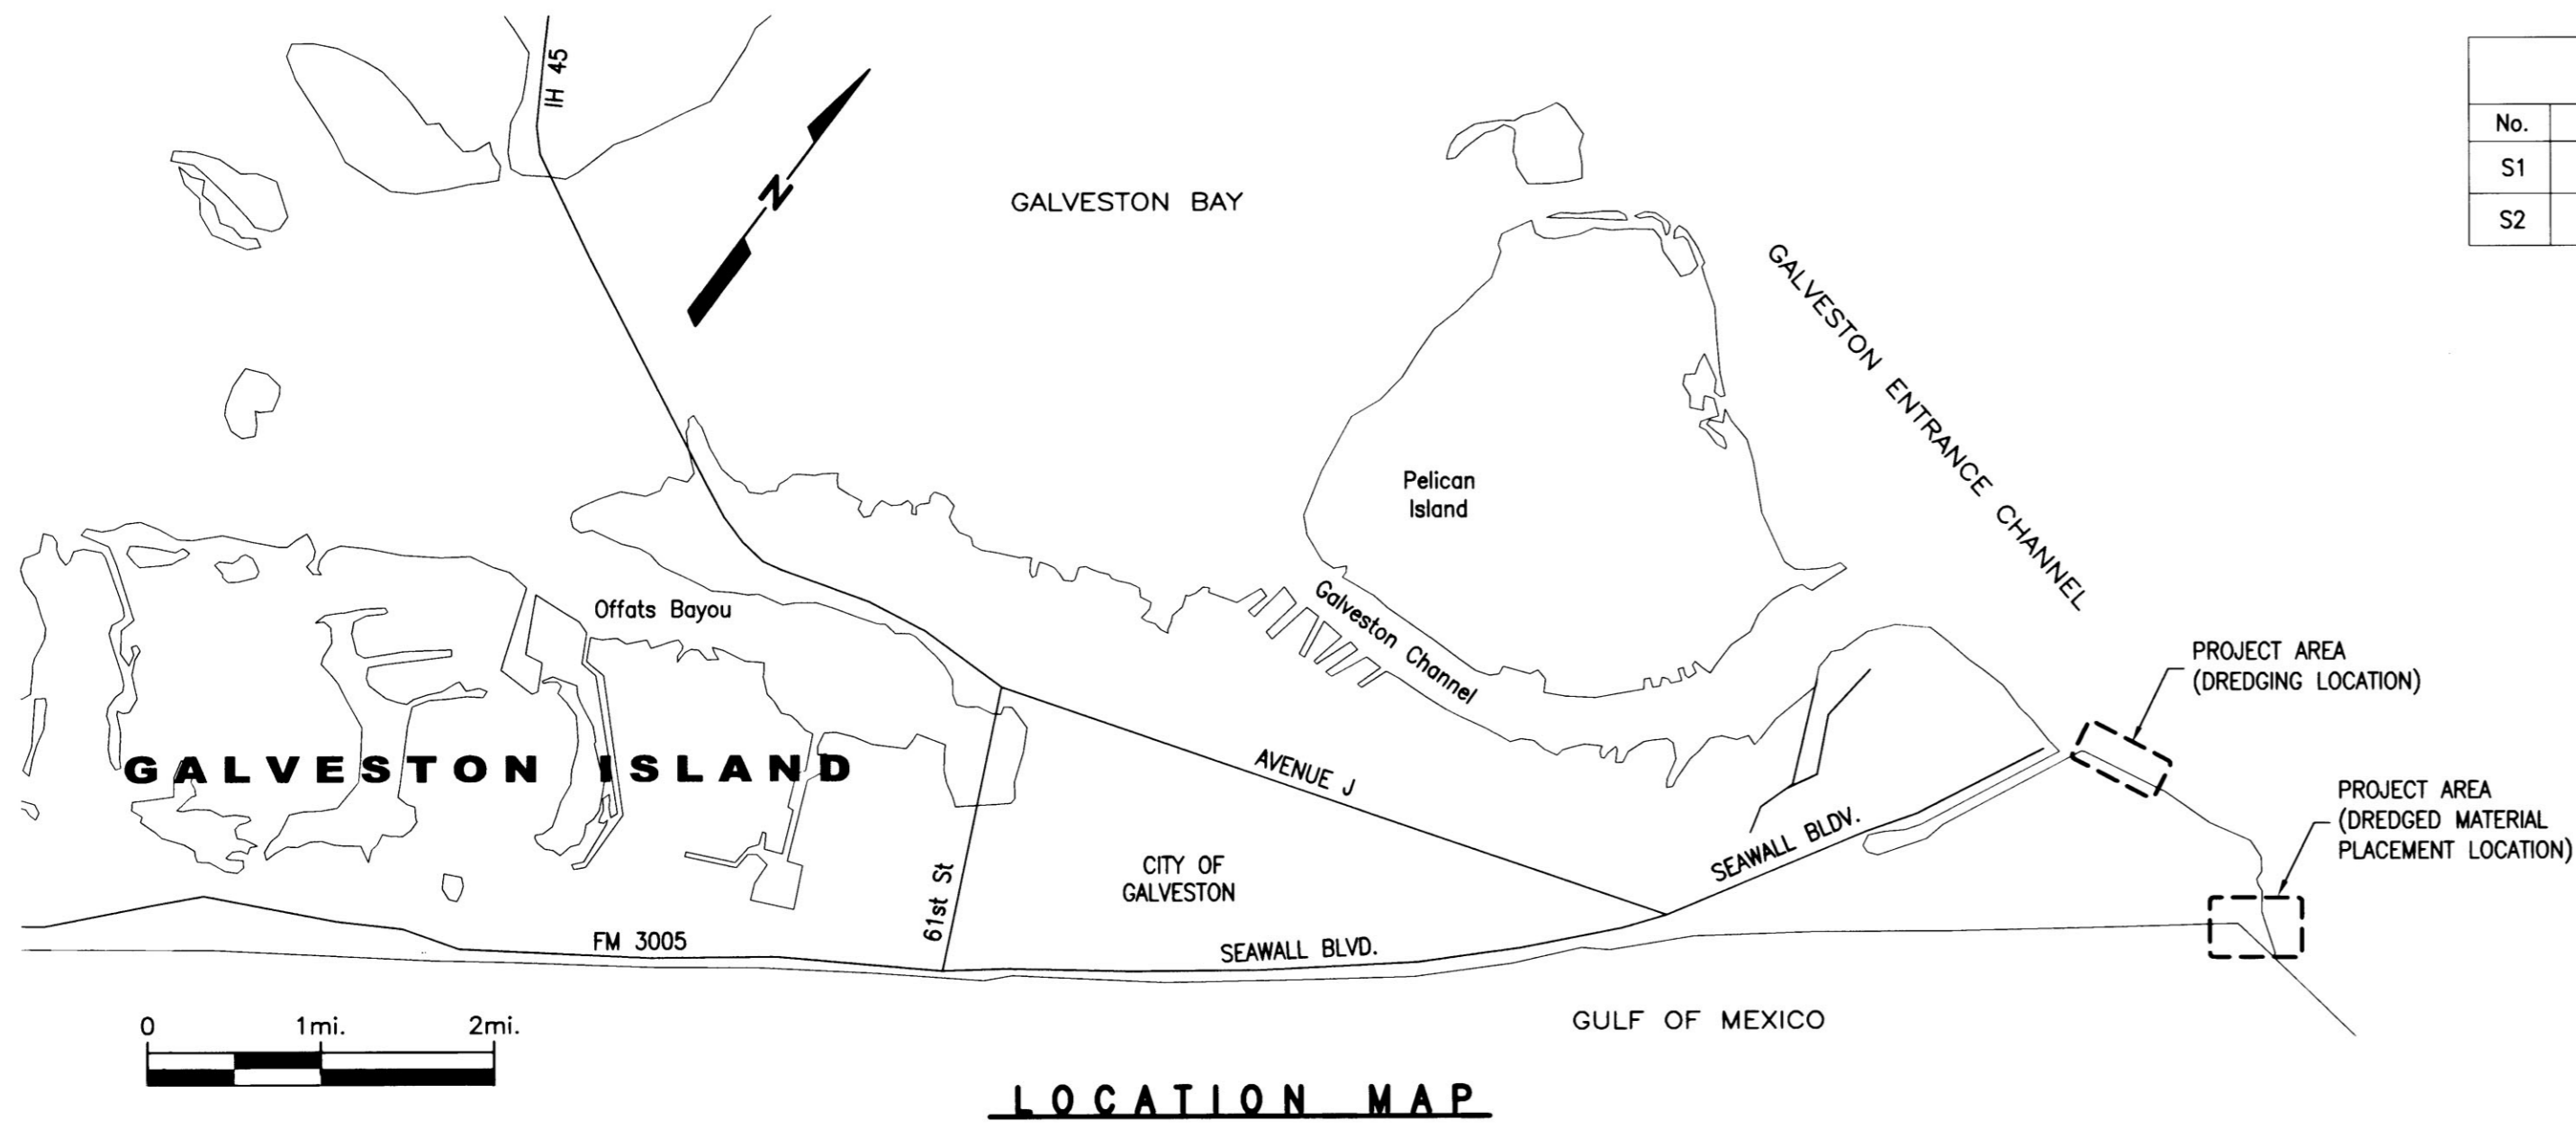 IH 45
N
GALVESTON BAY
No.
S1
S2
GALVESTON ENTRANCE CHANNEL
Pelican
Island
Galveston Channel
Offats Bayou
PROJECT AREA
(DREDGING LOCATION)
GALVESTON ISLAND
AVENUE J
PROJECT AREA
(DREDGED MATERIAL
PLACEMENT LOCATION)
SEAWALL BLDV.
CITY OF
GALVESTON
61st St
FM 3005
SEAWALL BLVD.
GULF OF MEXICO
0 1mi. 2mi.
LOCATION MAP